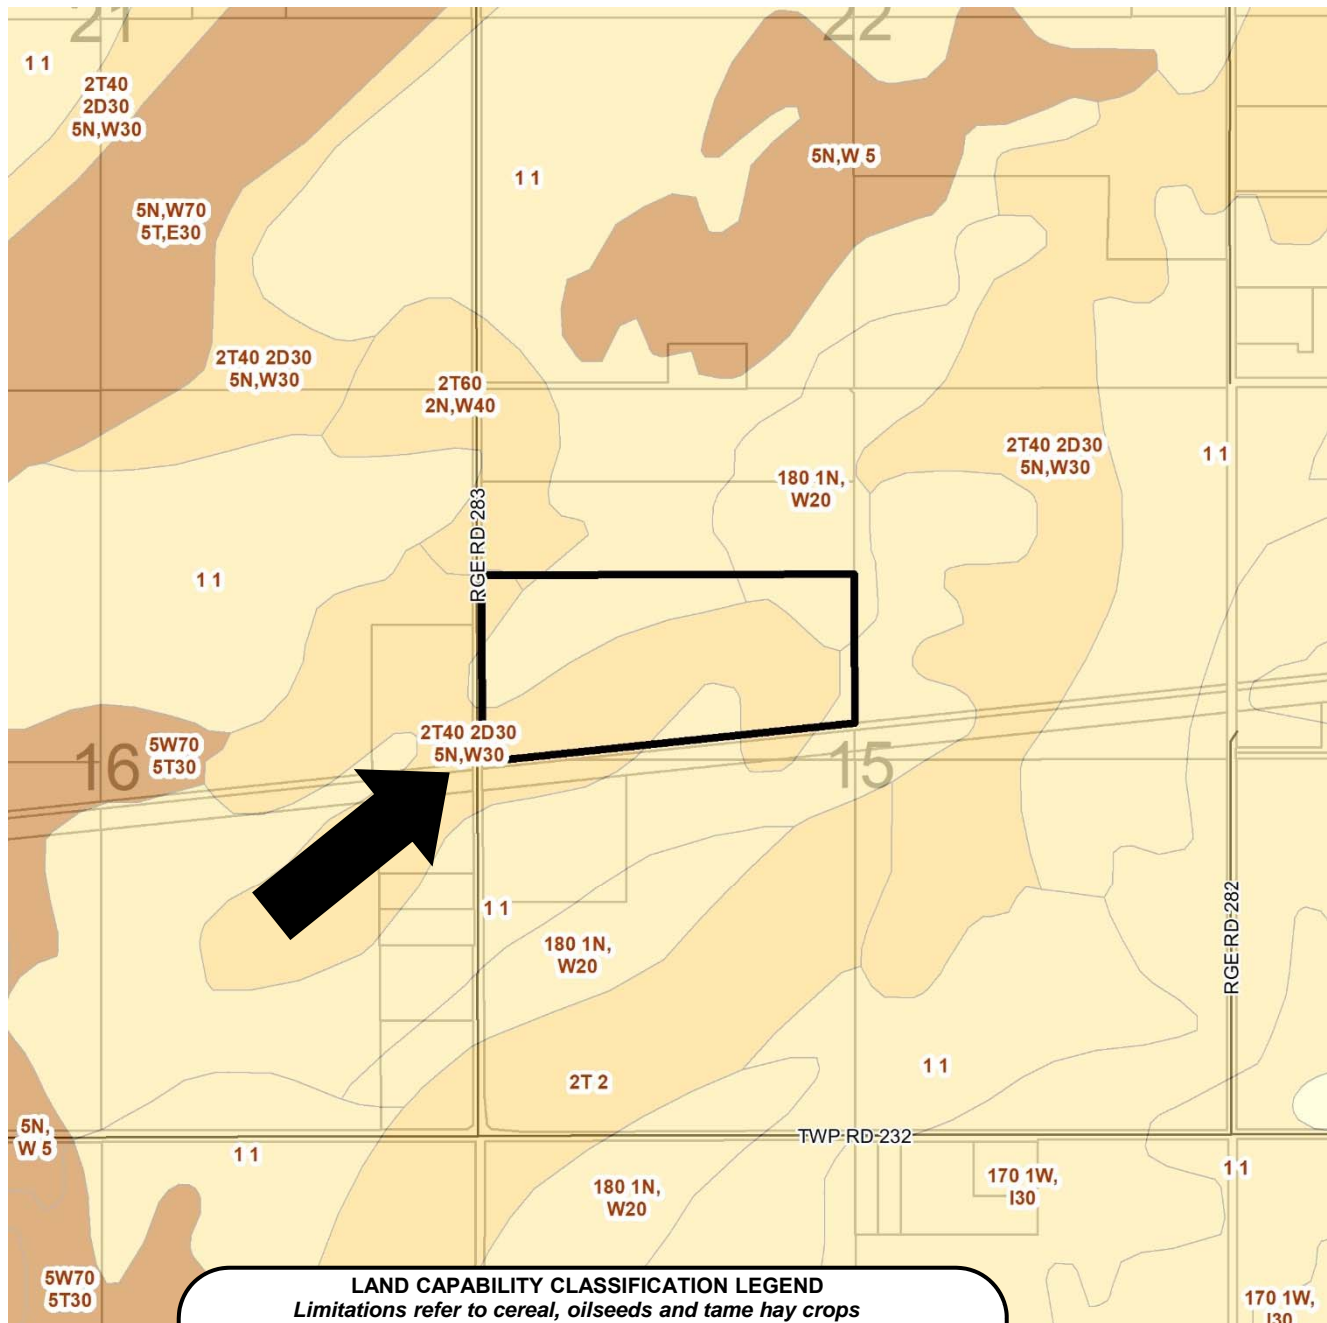 21
22
1 1
2T40
2D30
5N,W30
5N,W 5
1 1
5N,W70
5T,E30
2T40 2D30
5N,W30
2T60
2N,W40
2T40 2D30
5N,W30
1 1
180 1N,
W20
RGE RD 283
1 1
2T40 2D30
5N,W30
5W70
5T30
16
15
1 1
180 1N,
W20
RGE RD 282
1 1
2T 2
5N,
W 5
1 1
TWP RD 232
1 1
170 1W,
I30
180 1N,
W20
5W70
5T30
170 1W,
I30
LAND CAPABILITY CLASSIFICATION LEGEND
Limitations refer to cereal, oilseeds and tame hay crops